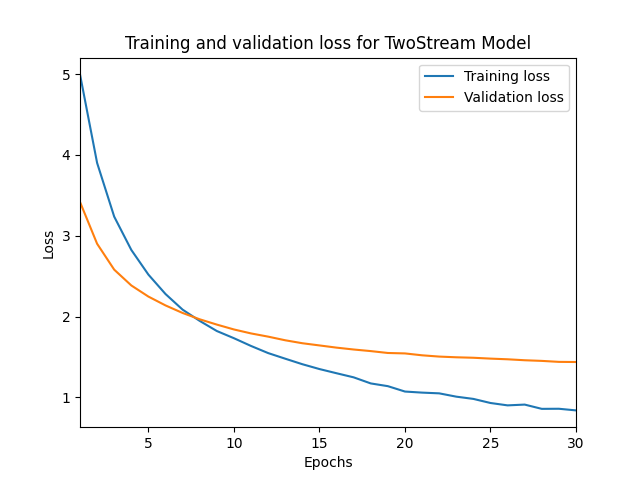 Training and validation loss for TwoStream Model
Training loss
Validation loss
Loss
5
4
3
2
1
5
10
15
20
25
30
Epochs